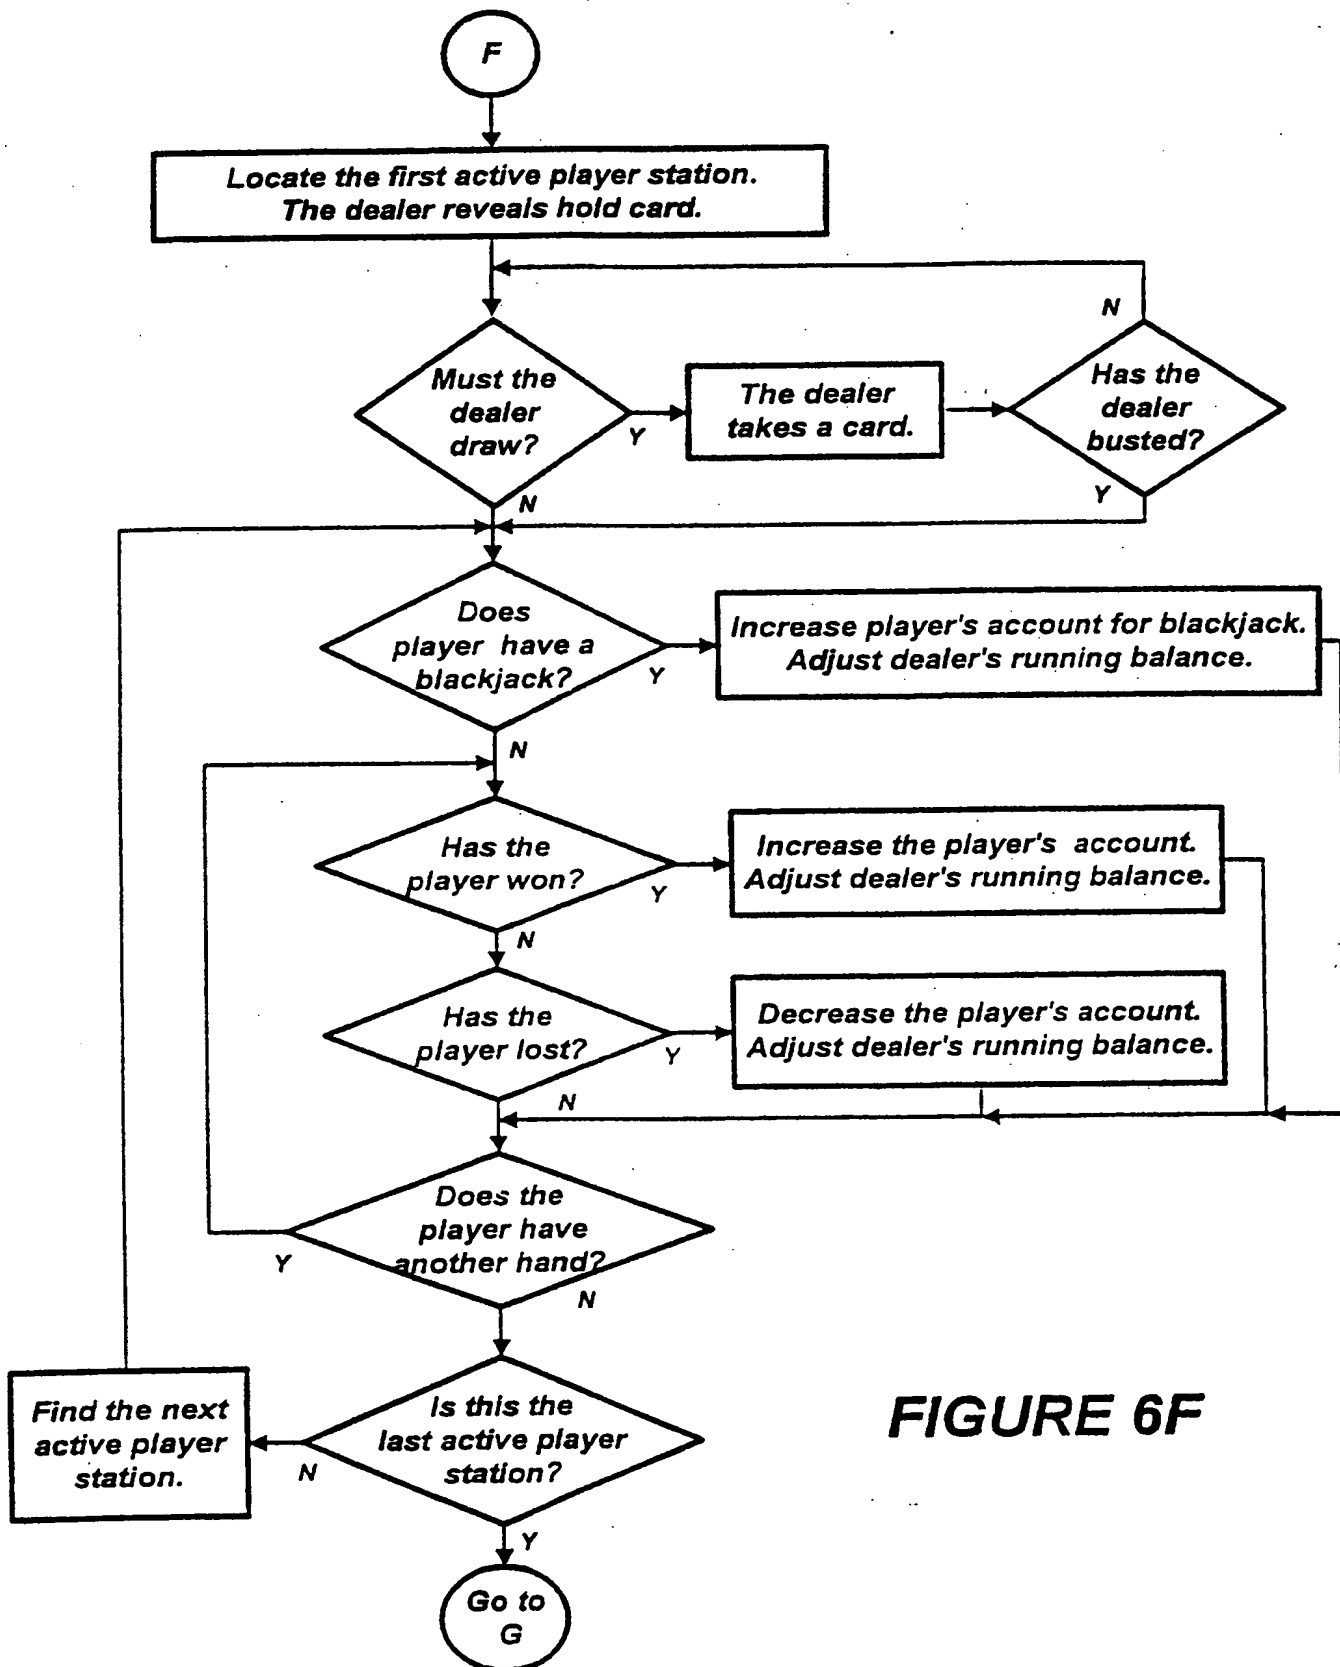 F
Locate the first active player station.
The dealer reveals hold card.
N
Must the
dealer
draw?
Y
The dealer
takes a card.
Has the
dealer
busted?
Y
N
Does
player have a
blackjack?
Y
Increase player's account for blackjack.
Adjust dealer's running balance.
N
Has the
player won?
Y
Increase the player's account.
Adjust dealer's running balance.
N
Has the
player lost?
Y
Decrease the player's account.
Adjust dealer's running balance.
N
Does the
player have
another hand?
Y
N
Find the next
active player
station.
N
Is this the
last active player
station?
Y
Go to
G
FIGURE 6F